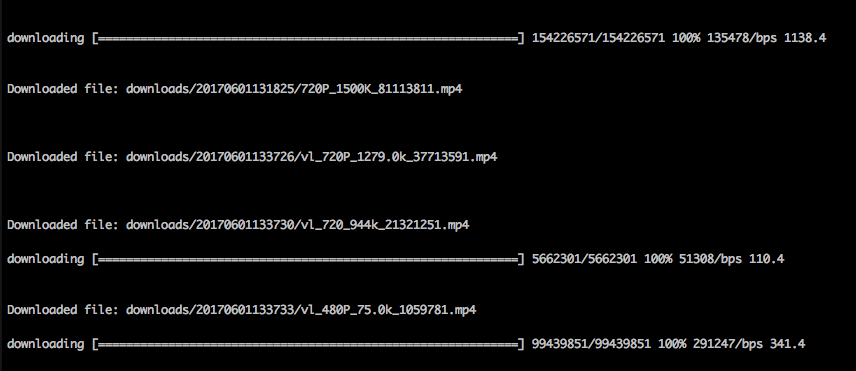 downloading [============================================================] 154226571/154226571 100% 135478/bps 1138.4
Downloaded file: downloads/20170601131825/720P_1500K_81113811.mp4
Downloaded file: downloads/20170601133726/vl_720P_1279.0k_37713591.mp4
Downloaded file: downloads/20170601133730/vl_720_944k_21321251.mp4
downloading [============================================================] 5662301/5662301 100% 51308/bps 110.4
Downloaded file: downloads/20170601133733/vl_480P_75.0k_1059781.mp4
downloading [============================================================] 99439851/99439851 100% 291247/bps 341.4